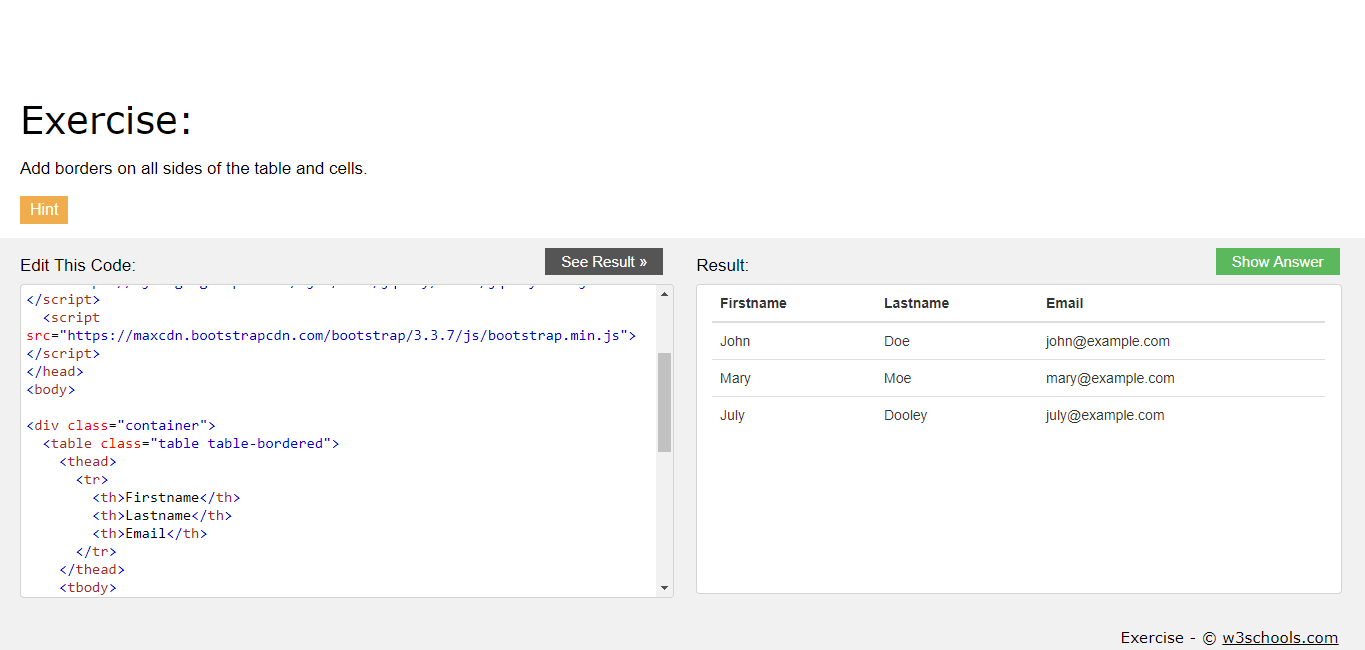 Exercise:
Add borders on all sides of the table and cells.
Hint
Edit This Code:
See Result »
</script>
<script
src="https://maxcdn.bootstrapcdn.com/bootstrap/3.3.7/js/bootstrap.min.js">
</script>
</head>
<body>
<div class="container">
<table class="table table-bordered">
<thead>
<tr>
<th>Firstname</th>
<th>Lastname</th>
<th>Email</th>
</tr>
</thead>
<tbody>
Result:
Show Answer
Firstname Lastname Email
John Doe john@example.com
Mary Moe mary@example.com
July Dooley july@example.com
Exercise - © w3schools.com